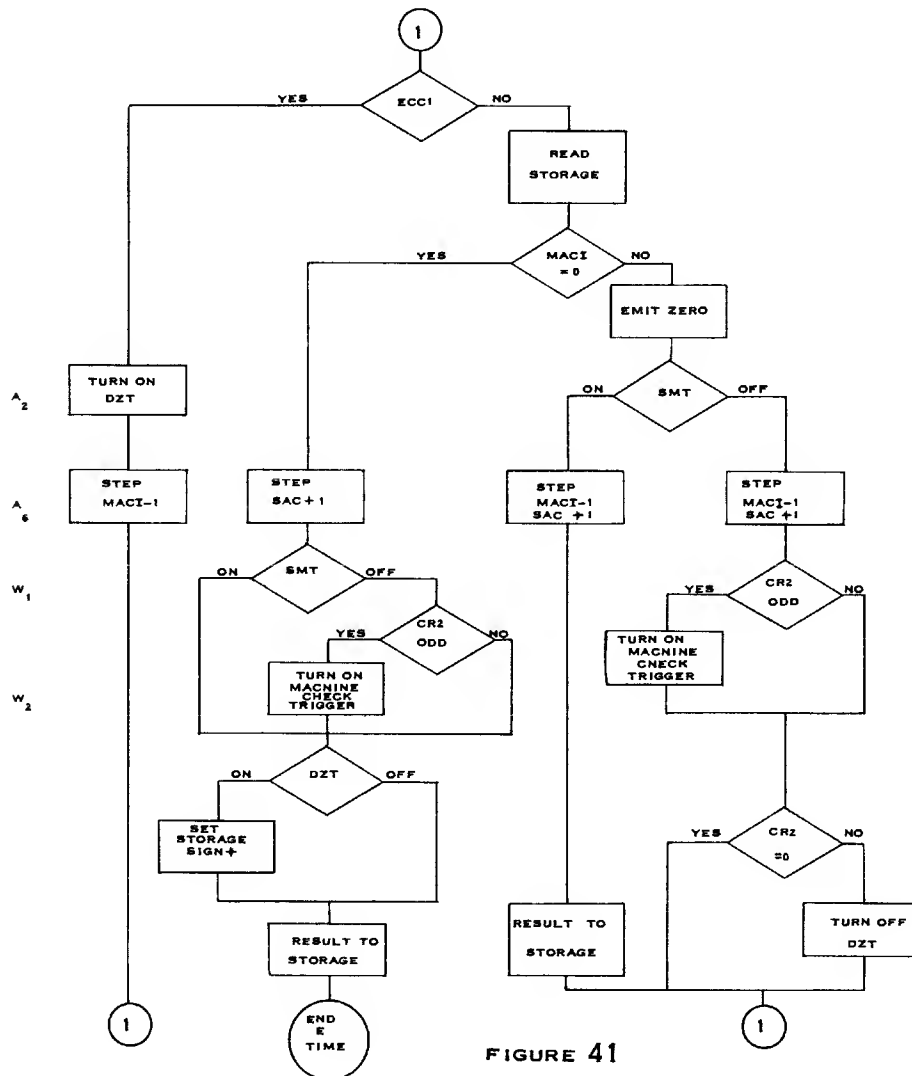 1
YES ECC1 NO
READ
STORAGE
YES MACI NO
= 0
EMIT ZERO
A2 TURN ON
DZT
ON SMT OFF
A6 STEP
MACI-1
STEP
SAC + 1
STEP
MACI-1
SAC + 1
STEP
MACI-1
SAC + 1
W1 ON SMT OFF
YES CR2 NO
ODD
YES CR2 NO
ODD
TURN ON
MACHINE
CHECK
TRIGGER
TURN ON
MACHINE
CHECK
TRIGGER
W2
ON DZT OFF
SET
STORAGE
SIGN+
YES CR2 NO
=0
RESULT TO
STORAGE
RESULT TO
STORAGE
TURN OFF
DZT
1
END
E
TIME
1
FIGURE 41